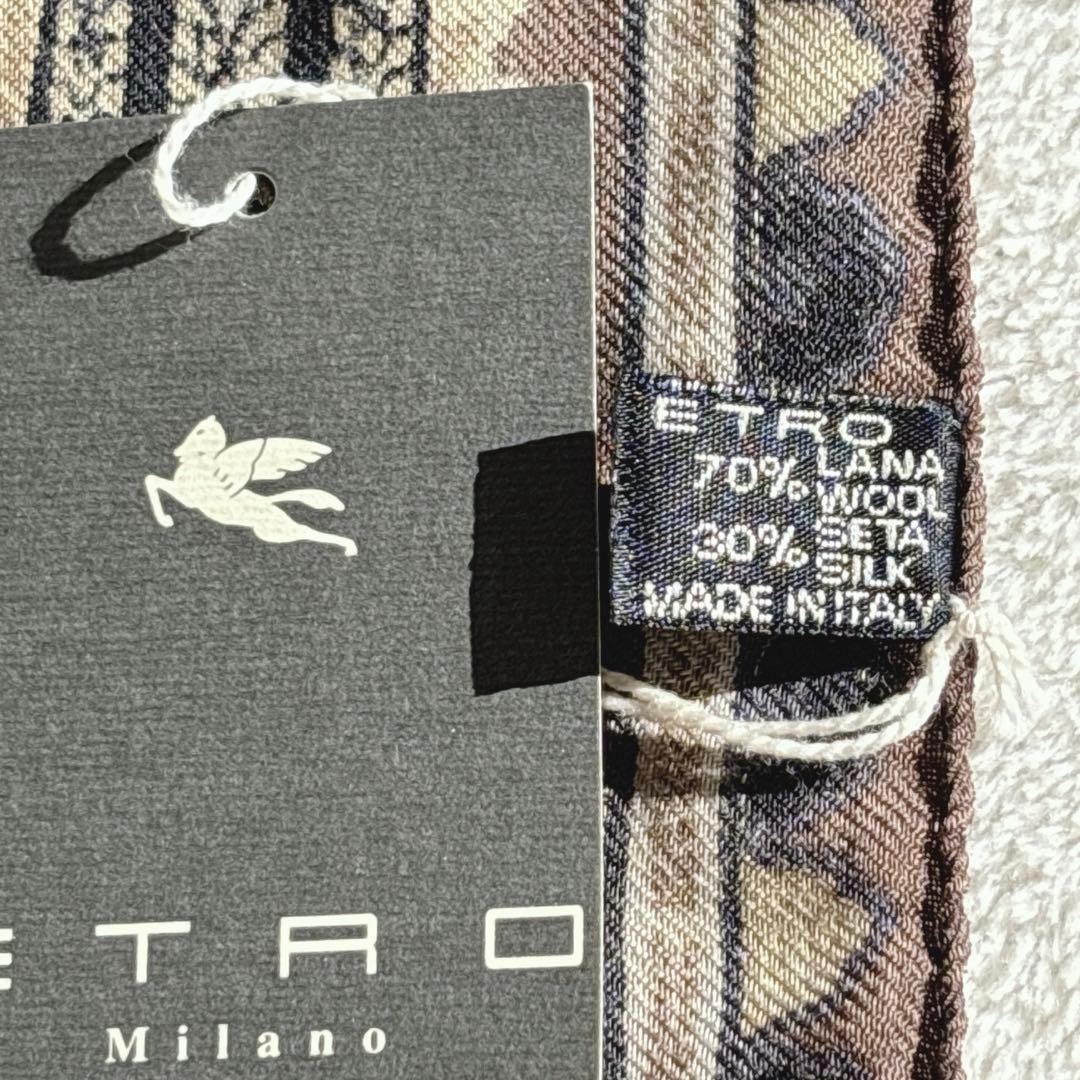 ETRO
70% LANA
WOOL
30% SETA
SILK
MADE IN ITALY
ETRO
Milano